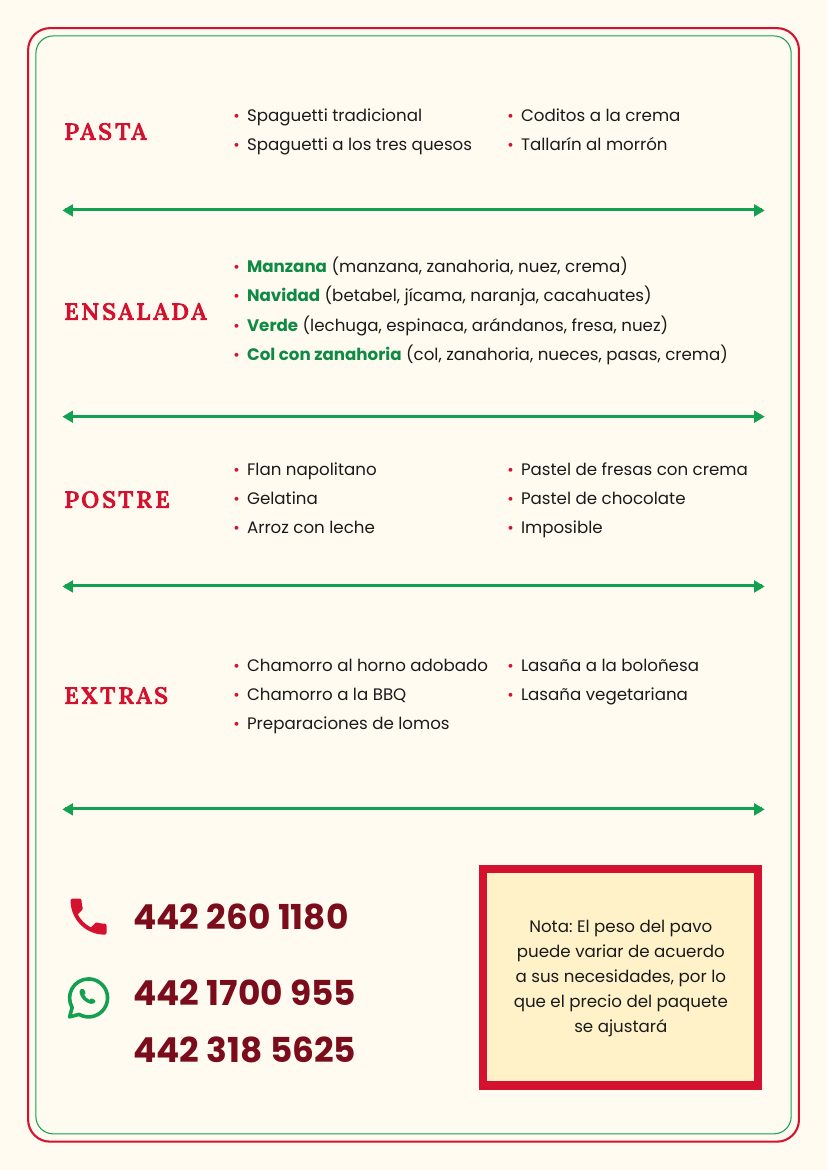 PASTA
• Spaguetti tradicional
• Spaguetti a los tres quesos
• Coditos a la crema
• Tallarín al morrón
ENSALADA
• Manzana (manzana, zanahoria, nuez, crema)
• Navidad (betabel, jícama, naranja, cacahuates)
• Verde (lechuga, espinaca, arándanos, fresa, nuez)
• Col con zanahoria (col, zanahoria, nueces, pasas, crema)
POSTRE
• Flan napolitano
• Gelatina
• Arroz con leche
• Pastel de fresas con crema
• Pastel de chocolate
• Imposible
EXTRAS
• Chamorro al horno adobado
• Chamorro a la BBQ
• Preparaciones de lomos
• Lasaña a la boloñesa
• Lasaña vegetariana
442 260 1180
442 1700 955
442 318 5625
Nota: El peso del pavo
puede variar de acuerdo
a sus necesidades, por lo
que el precio del paquete
se ajustará